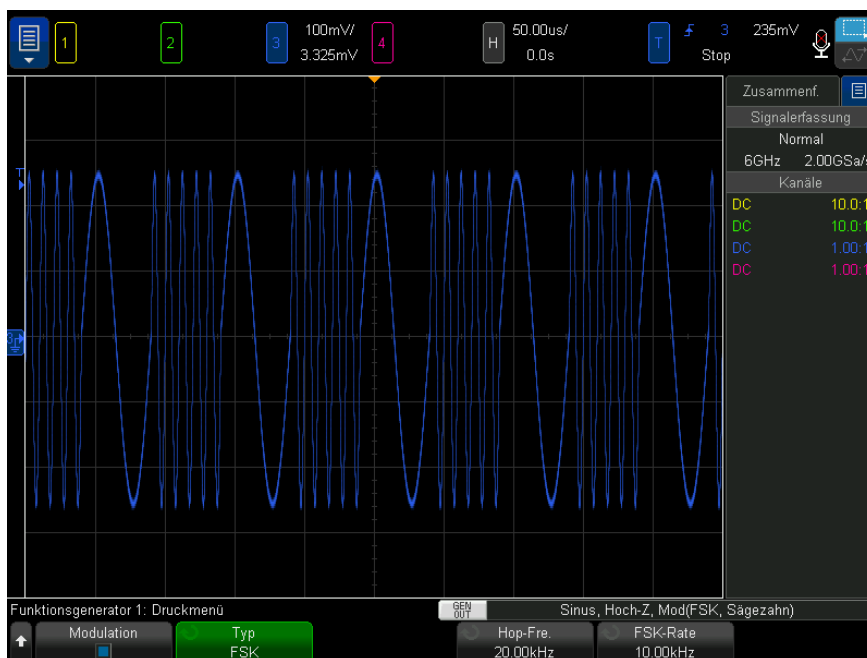 1
2
3
100mV/
3.325mV
4
H
50.00us/
0.0s
T
3
235mV
Stop
Zusammenf.
Signalerfassung
Normal
6GHz 2.00GSa/s
Kanäle
DC 10.0:1
DC 10.0:1
DC 1.00:1
DC 1.00:1
T
3
Funktionsgenerator 1: Druckmenü
GEN OUT
Sinus, Hoch-Z, Mod(FSK, Sägezahn)
Modulation
Typ
FSK
Hop-Fre.
20.00kHz
FSK-Rate
10.00kHz